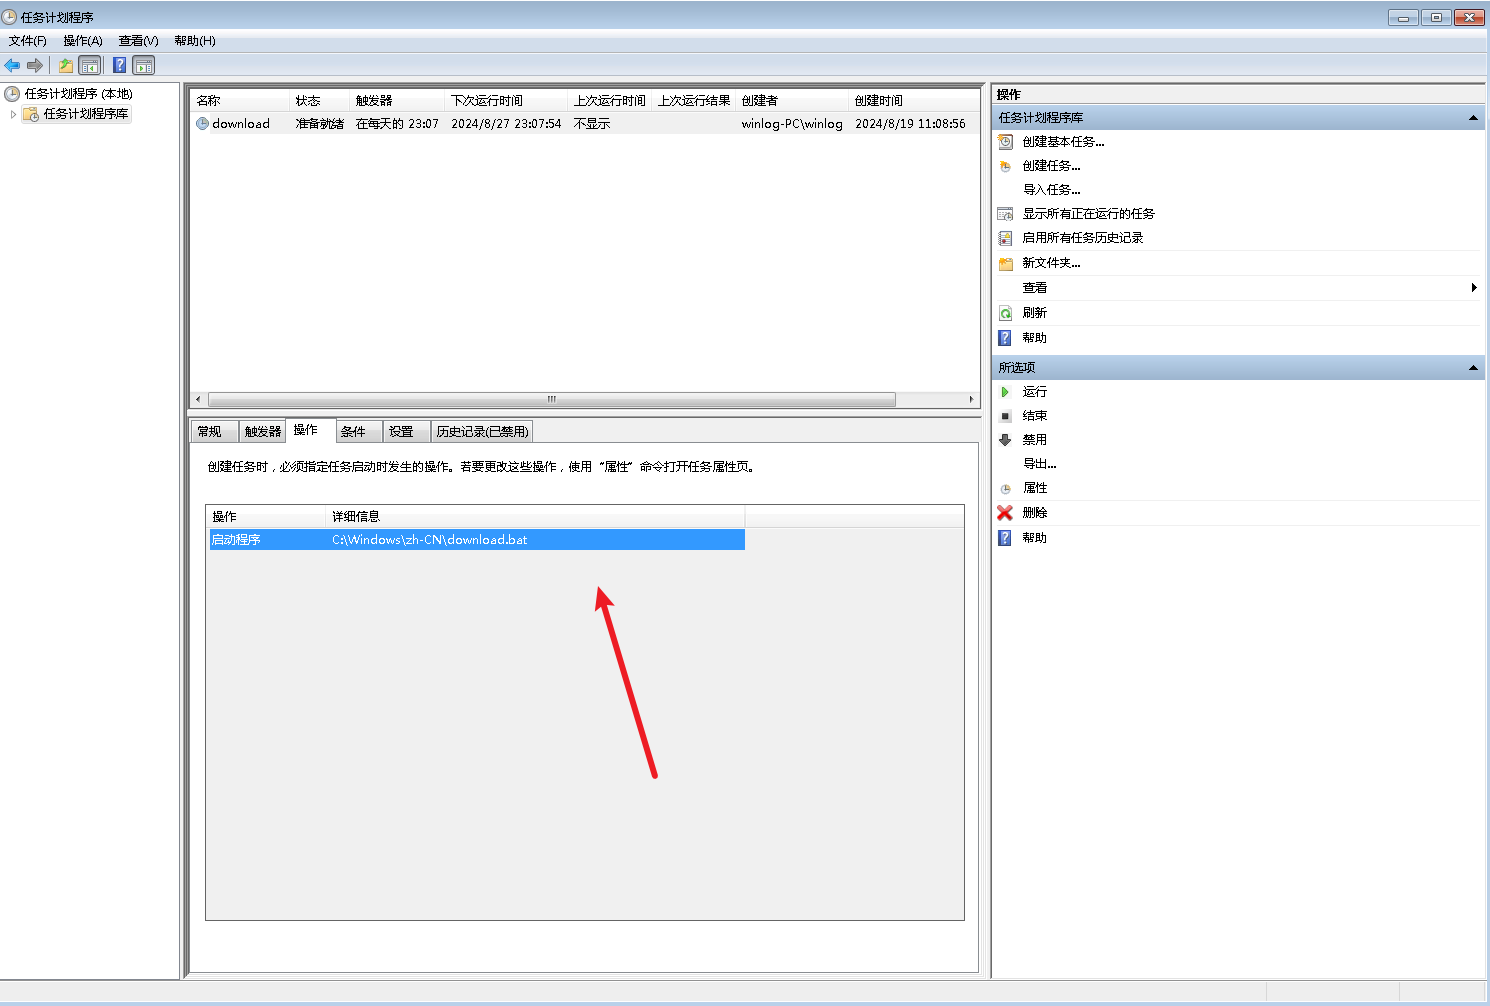 任务计划程序
文件(F) 操作(A) 查看(V) 帮助(H)
任务计划程序 (本地)
任务计划程序库
名称 状态 触发器 下次运行时间 上次运行时间 上次运行结果 创建者 创建时间
download 准备就绪 在每天的 23:07 2024/8/27 23:07:54 不显示 winlog-PC\winlog 2024/8/19 11:08:56
常规 触发器 操作 条件 设置 历史记录(已禁用)
创建任务时，必须指定任务启动时发生的操作。若要更改这些操作，使用“属性”命令打开任务属性页。
操作 详细信息
启动程序 C:\Windows\zh-CN\download.bat
操作
任务计划程序库
创建基本任务...
创建任务...
导入任务...
显示所有正在运行的任务
启用所有任务历史记录
新文件夹...
查看
刷新
帮助
所选项
运行
结束
禁用
导出...
属性
删除
帮助